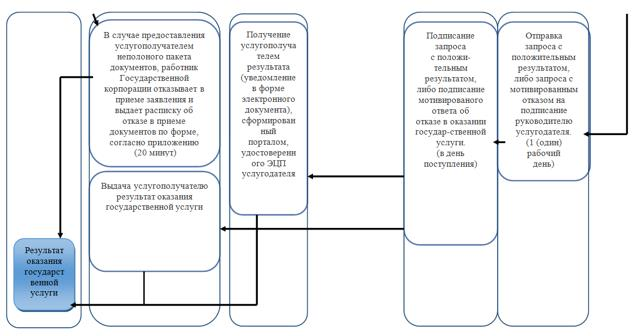 В случае предоставления
услугополучателем
неполоного пакета
документов, работник
Государственной
корпорации отказывает в
приеме заявления и
выдает расписку об
отказе в приеме
документов по форме,
согласно приложению
(20 минут)
Выдача услугополучателю
результат оказания
государственной услуги
Результат
оказания
государст
венной
услуги
Получение
услугополуча
телем
результата
(уведомление
в форме
электронного
документа),
сформирован
ный
порталом,
удостоверенн
ого ЭЦП
услугодателя
Подписание
запроса
с положи-
тельным
результатом,
либо подписание
мотивированого
ответа об
отказе в оказании
государ-ственной
услуги.
(в день
поступления)
Отправка
запроса с
положительным
результатом,
либо запроса с
мотивированным
отказом на
подписание
руководителю
услугодателя.
(1 (один)
рабочий
день)